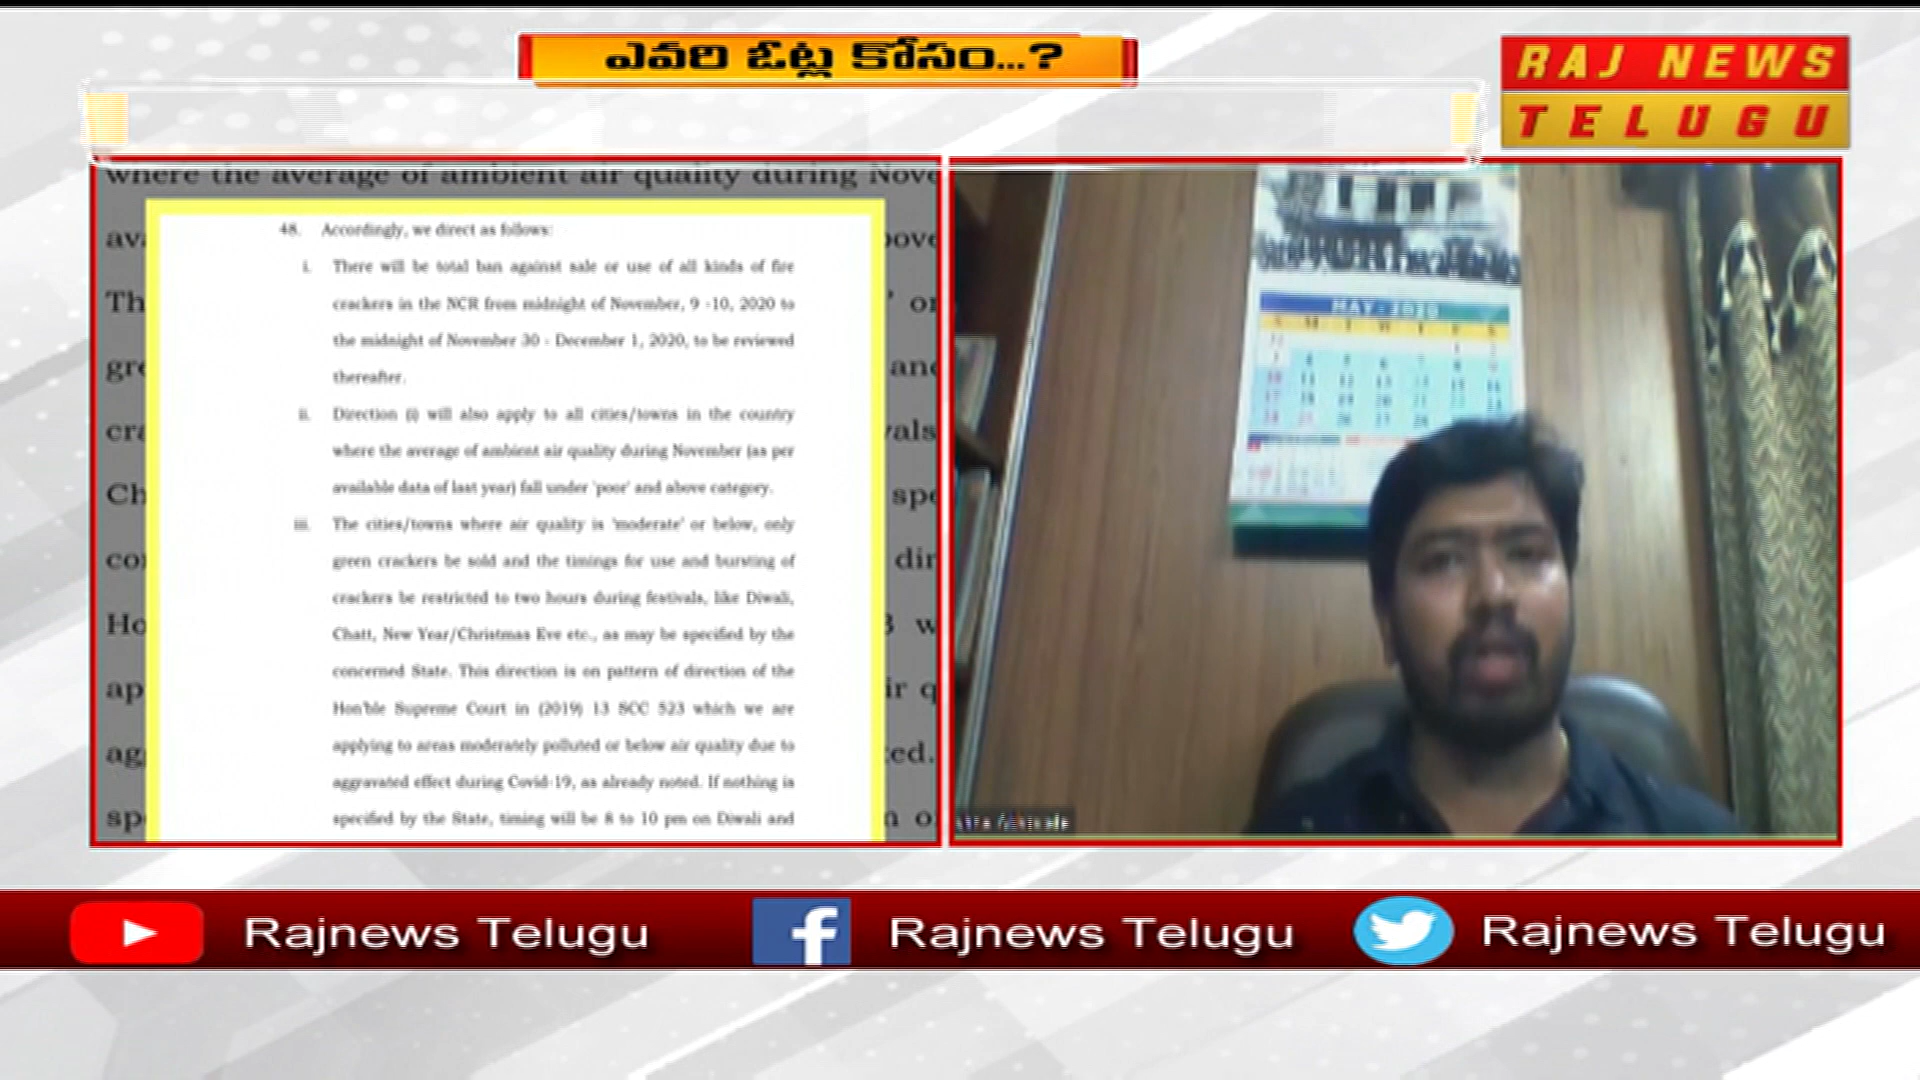 ఎవరి ఓట్ల కోసం...?
RAJ NEWS
TELUGU
where the average of ambient air quality during Nove
48. Accordingly, we direct as follows:
i. There will be total ban against sale or use of all kinds of fire
crackers in the NCR from midnight of November, 9 -10, 2020 to
the midnight of November 30 - December 1, 2020, to be reviewed
thereafter.
ii. Direction (i) will also apply to all cities/towns in the country
where the average of ambient air quality during November (as per
available data of last year) fall under 'poor' and above category.
iii. The cities/towns where air quality is 'moderate' or below, only
green crackers be sold and the timings for use and bursting of
crackers be restricted to two hours during festivals, like Diwali,
Chatt, New Year/Christmas Eve etc., as may be specified by the
concerned State. This direction is on pattern of direction of the
Hon'ble Supreme Court in (2019) 13 SCC 523 which we are
applying to areas moderately polluted or below air quality due to
aggravated effect during Covid-19, as already noted. If nothing is
specified by the State, timing will be 8 to 10 pm on Diwali and
MAY - 2020
Rajnews Telugu
Rajnews Telugu
Rajnews Telugu